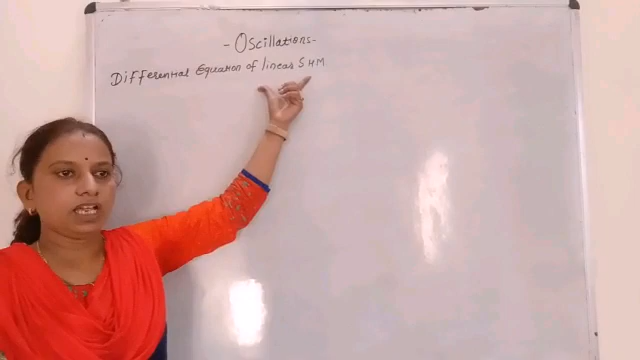 - Oscillations -
Differential Equation of linear SHM